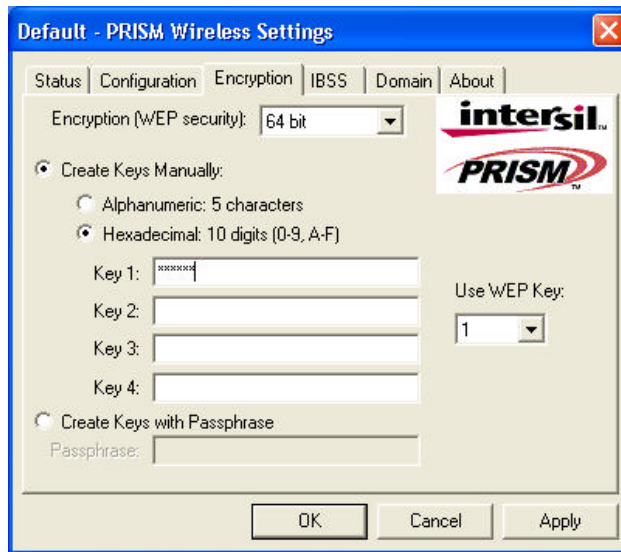 Default - PRISM Wireless Settings
Status Configuration Encryption IBSS Domain About
Encryption (WEP security): 64 bit
intersil™
PRISM™
Create Keys Manually:
Alphanumeric: 5 characters
Hexadecimal: 10 digits (0-9, A-F)
Key 1: ******
Use WEP Key:
Key 2:
1
Key 3:
Key 4:
Create Keys with Passphrase
Passphrase:
OK Cancel Apply